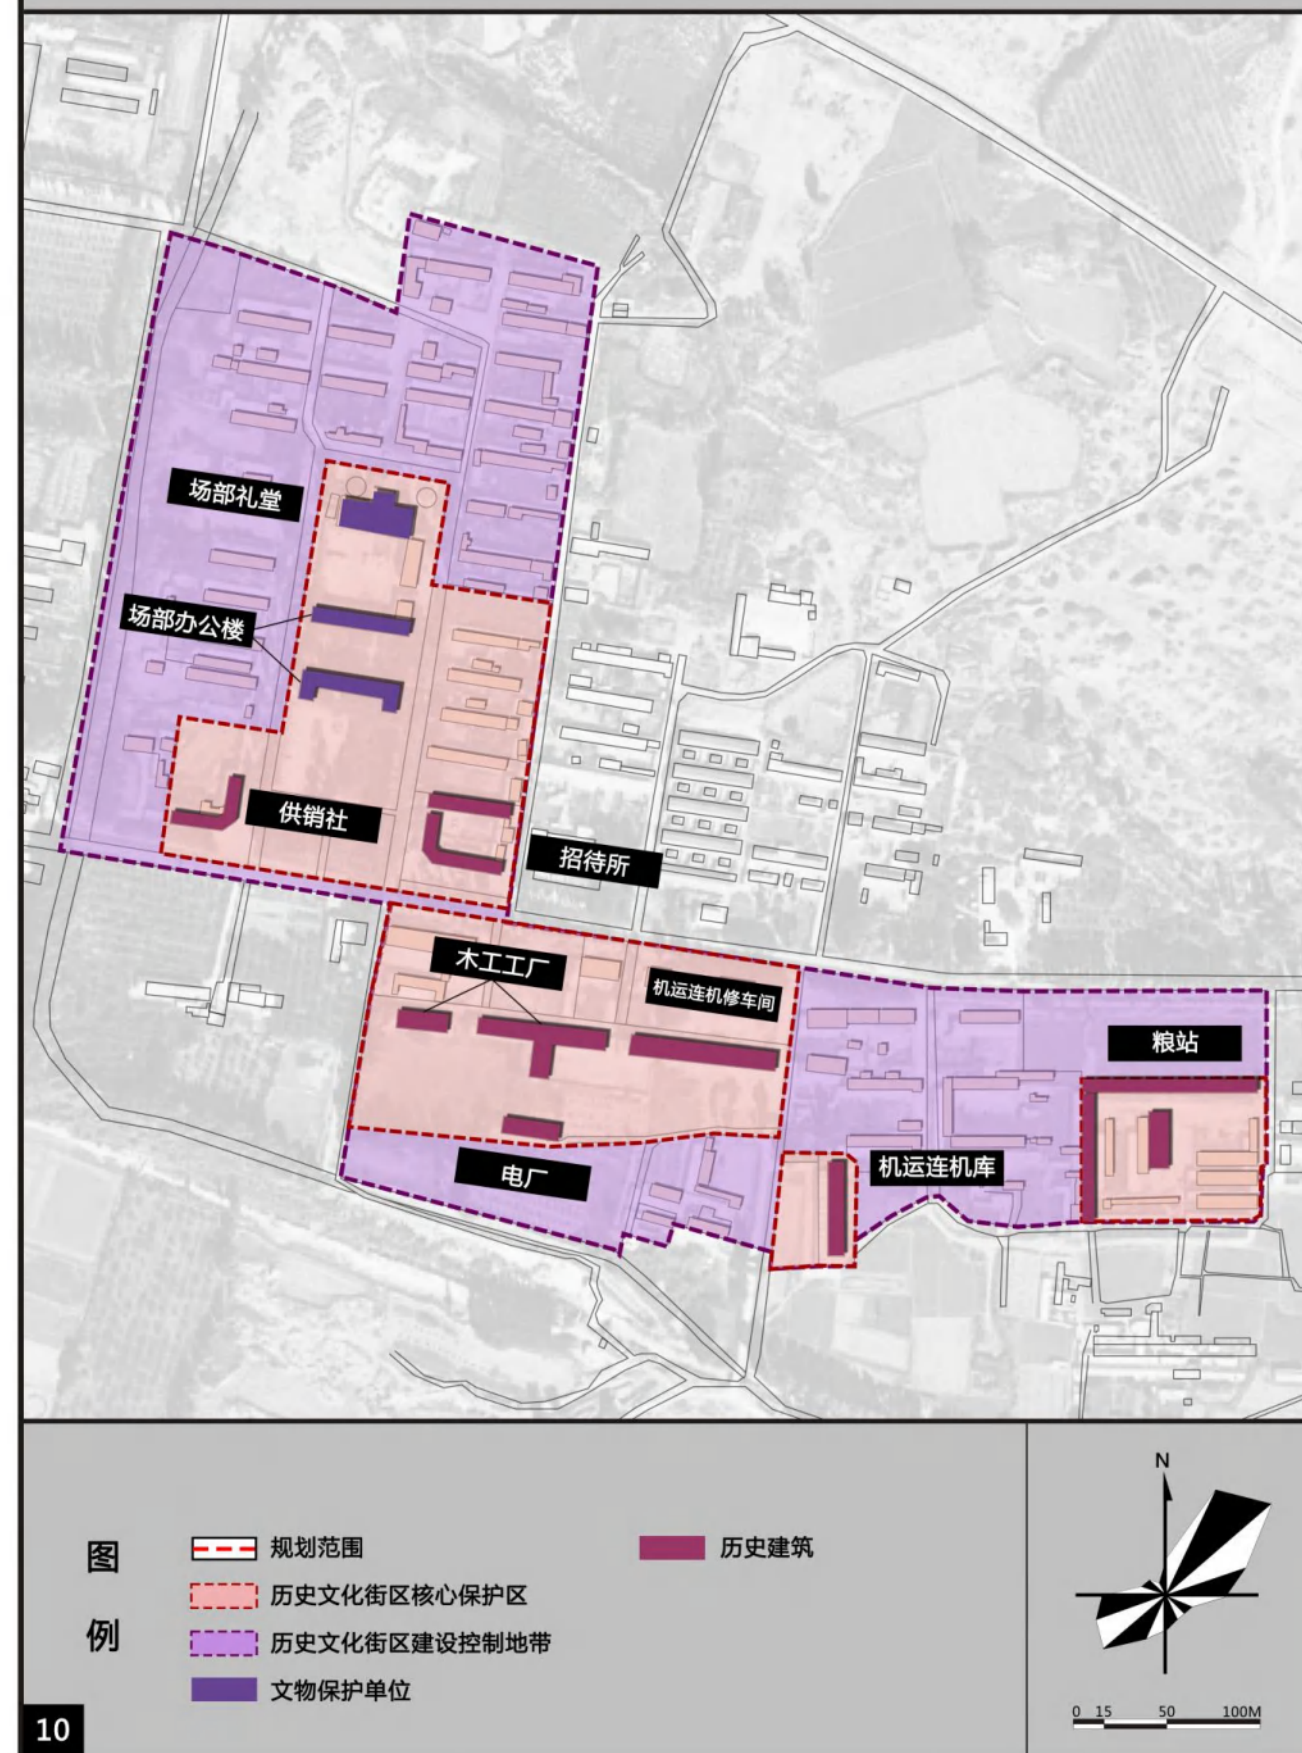 场部礼堂
场部办公楼
供销社
招待所
木工工厂
机运连机修车间
粮站
机运连机库
电厂
图
例
规划范围
历史文化街区核心保护区
历史文化街区建设控制地带
文物保护单位
历史建筑
N
0 15 50 100M
10